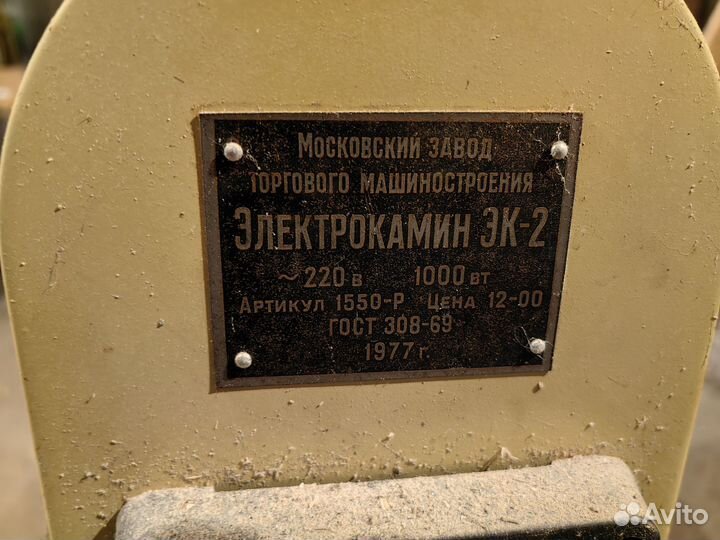 Московский завод
торгового машиностроения
Электрокамин ЭК-2
~220 в 1000 вт
Артикул 1550-Р Цена 12-00
ГОСТ 308-69
1977 г.
Avito